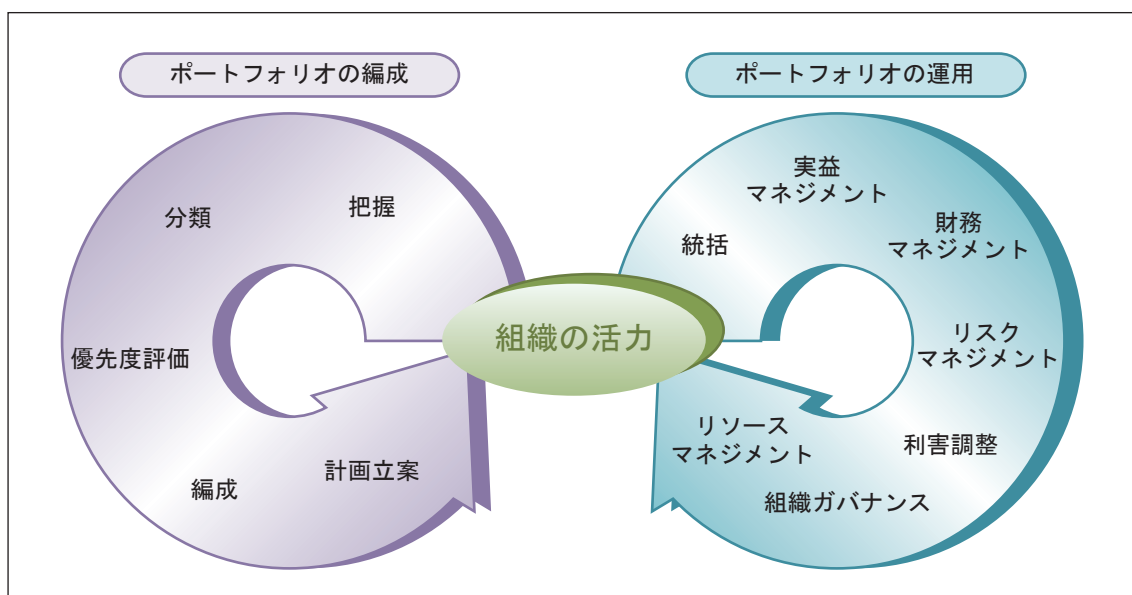 ポートフォリオの編成
ポートフォリオの運用
把握
分類
優先度評価
編成
計画立案
組織の活力
統括
実益
マネジメント
財務
マネジメント
リスク
マネジメント
利害調整
組織ガバナンス
リソース
マネジメント